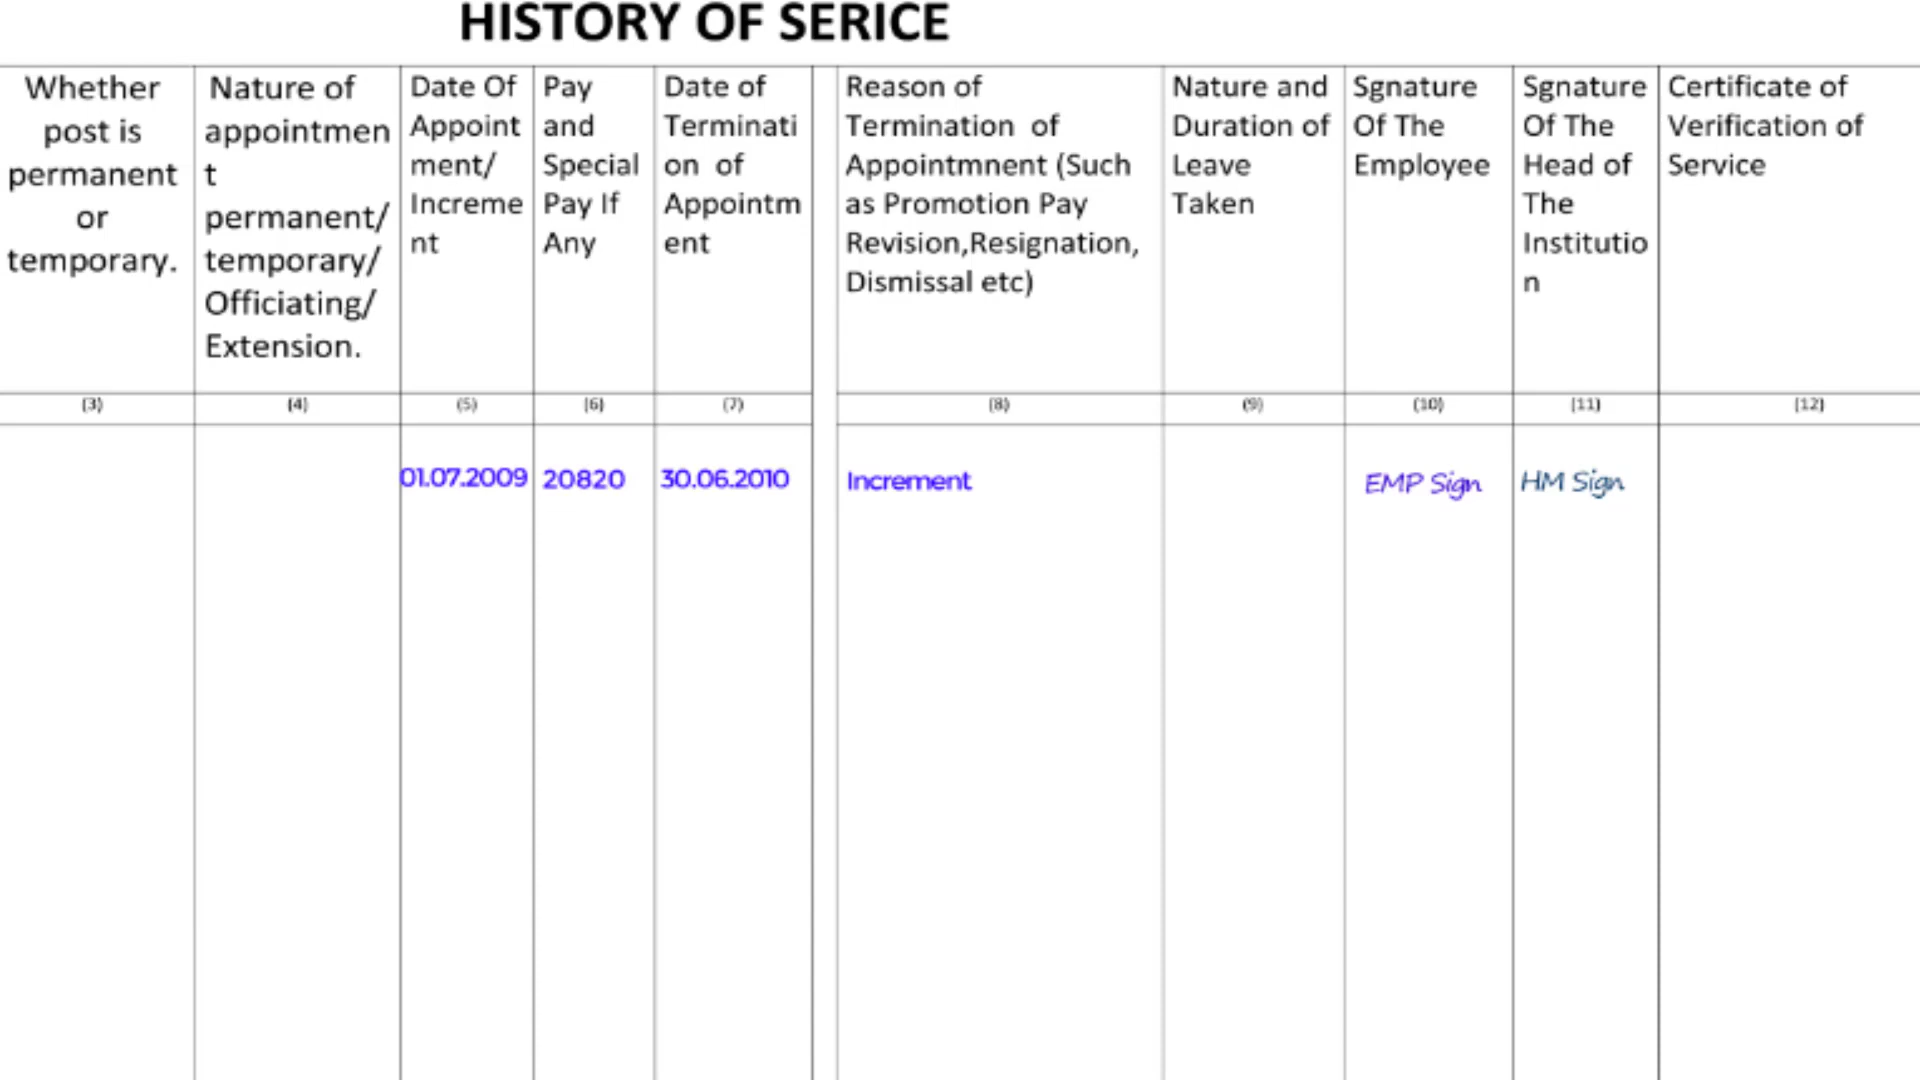 HISTORY OF SERICE
Whether
post is
permanent
or
temporary.
Nature of
appointmen
t
permanent/
temporary/
Officiating/
Extension.
Date Of
Appoint
ment/
Increme
nt
Pay
and
Special
Pay If
Any
Date of
Terminati
on of
Appointm
ent
Reason of
Termination of
Appointmnent (Such
as Promotion Pay
Revision,Resignation,
Dismissal etc)
Nature and
Duration of
Leave
Taken
Sgnature
Of The
Employee
Sgnature
Of The
Head of
The
Institutio
n
Certificate of
Verification of
Service
(3) (4) (5) (6) (7) (8) (9) (10) (11) (12)
01.07.2009 20820 30.06.2010 Increment EMP Sign HM Sign